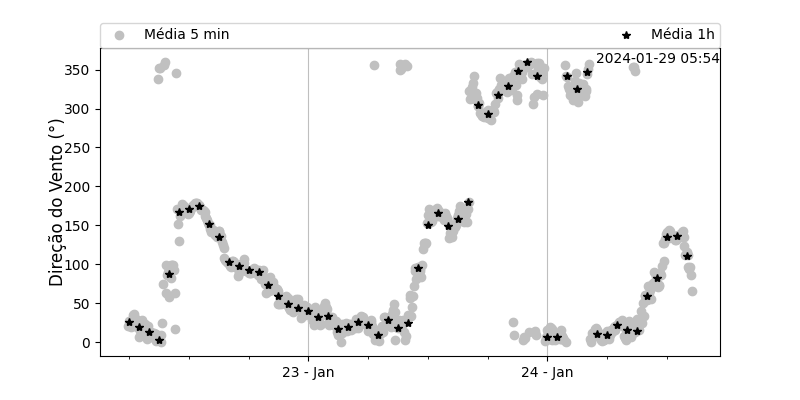 Média 5 min
Média 1h
2024-01-29 05:54
Direção do Vento (°)
350
300
250
200
150
100
50
0
23 - Jan
24 - Jan